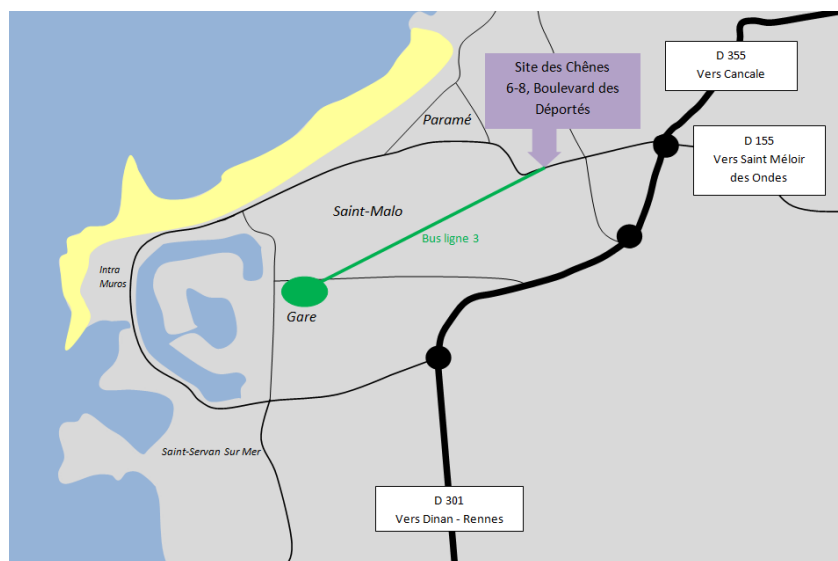 Site des Chênes
6-8, Boulevard des
Déportés
D 355
Vers Cancale
Paramé
D 155
Vers Saint Méloir
des Ondes
Saint-Malo
Bus ligne 3
Intra
Muros
Gare
Saint-Servan Sur Mer
D 301
Vers Dinan - Rennes